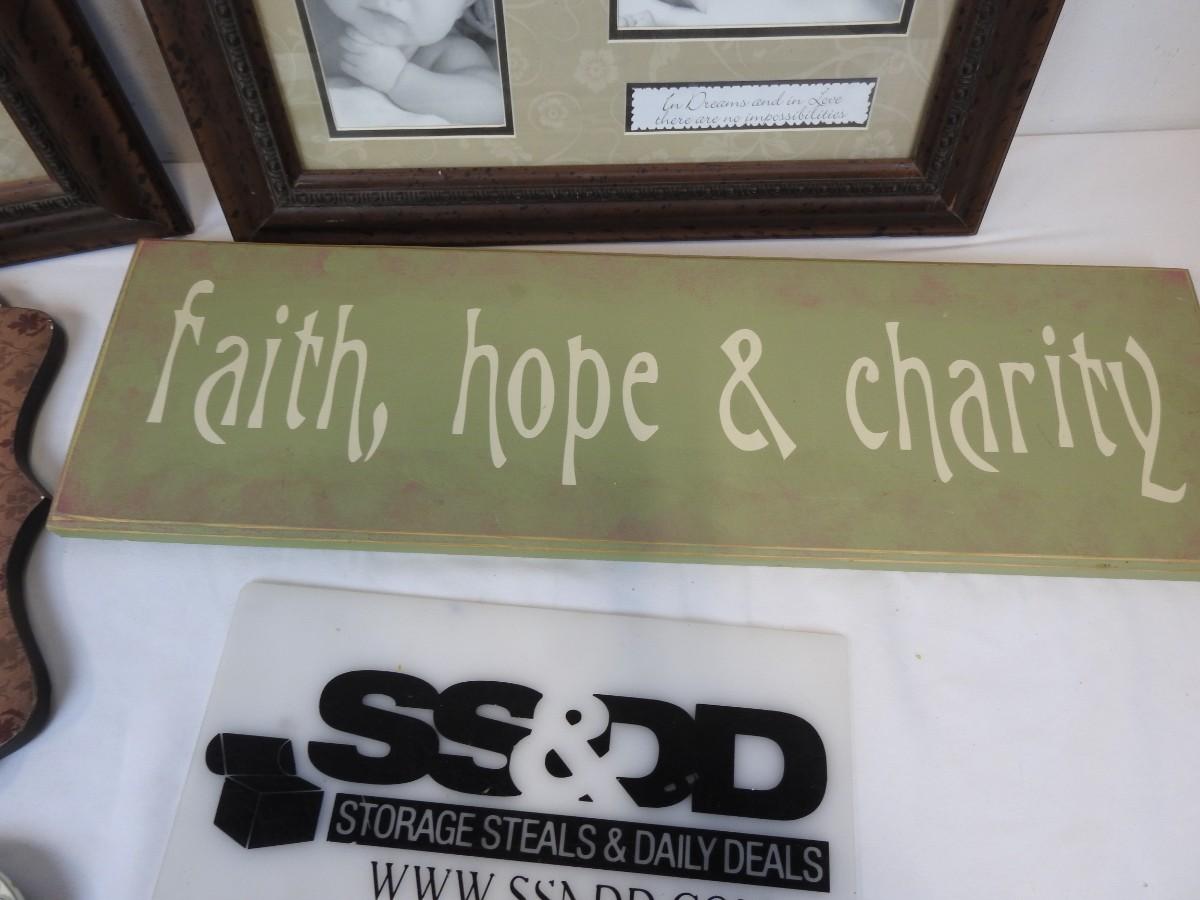 In Dreams and in Love
there are no impossibilities
faith, hope & charity
SS&DD
STORAGE STEALS & DAILY DEALS